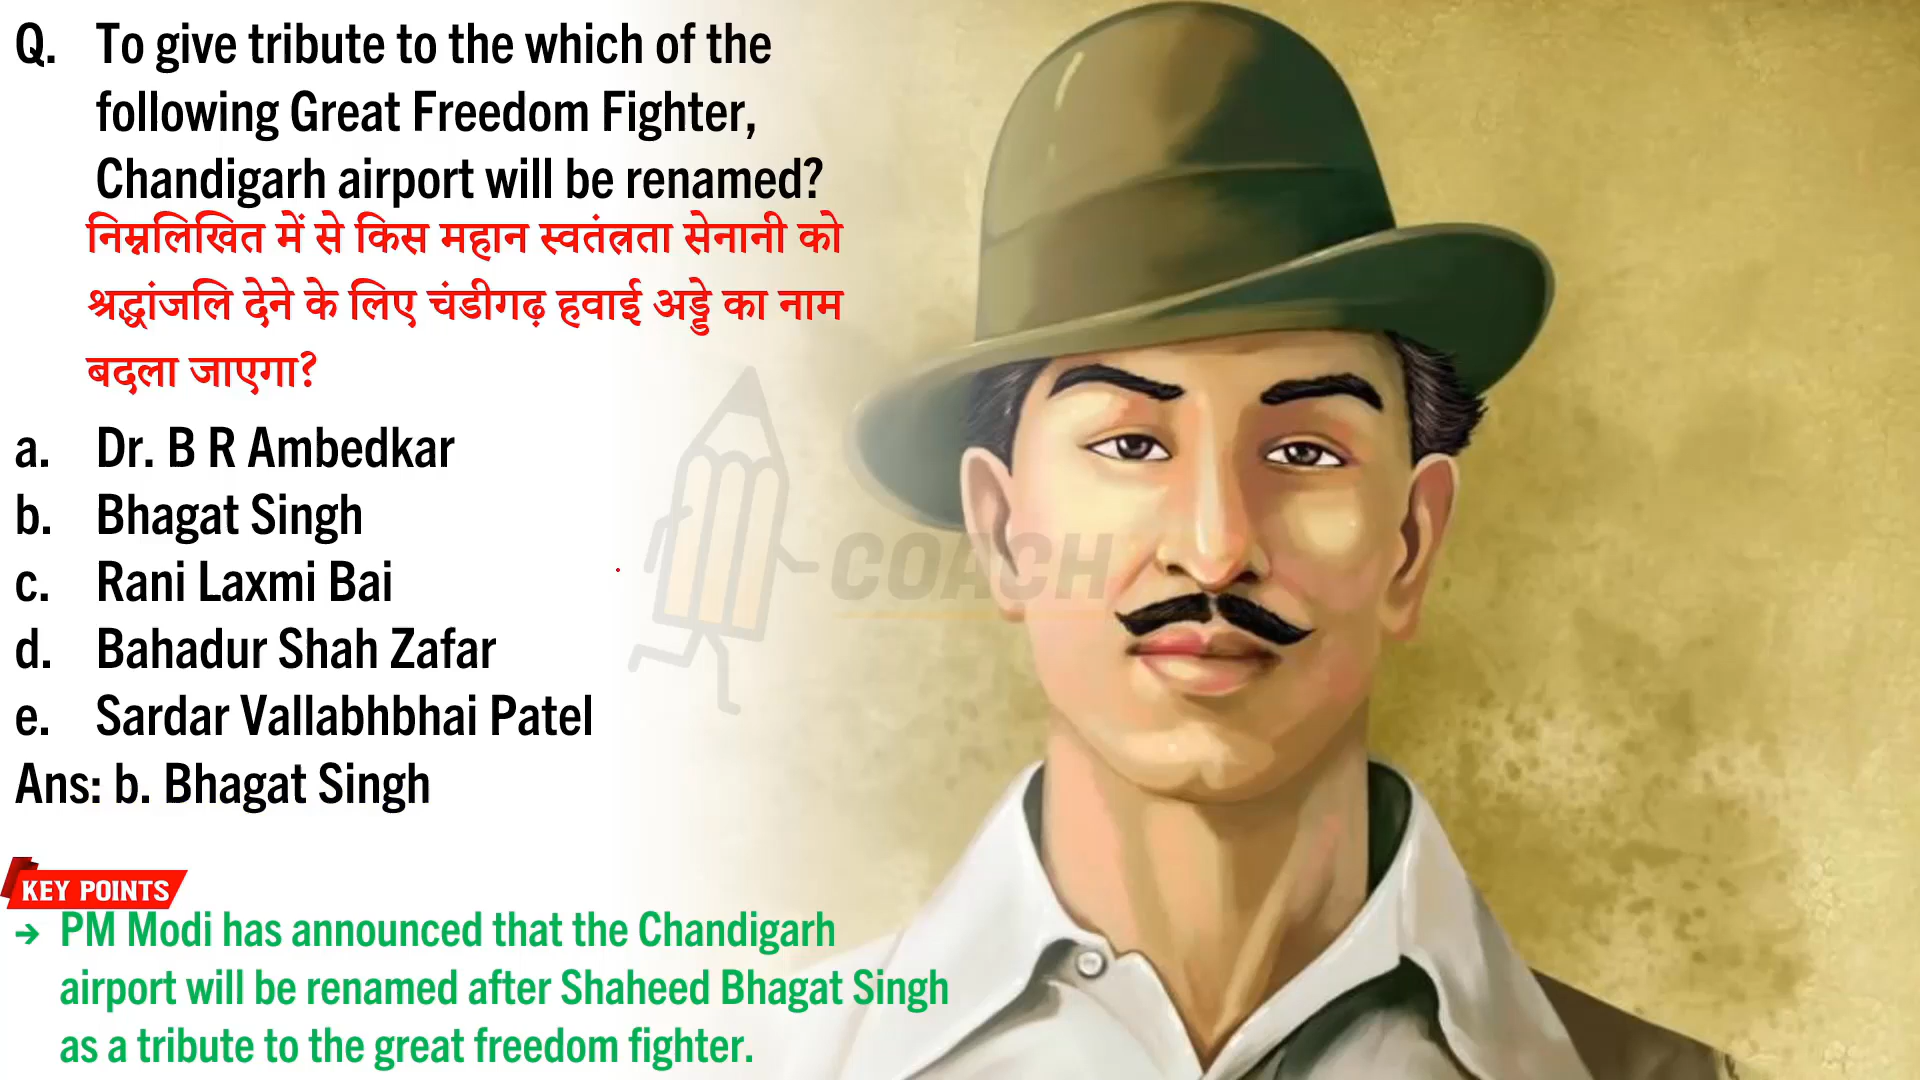 Q. To give tribute to the which of the
following Great Freedom Fighter,
Chandigarh airport will be renamed?
निम्नलिखित में से किस महान स्वतंत्रता सेनानी को
श्रद्धांजलि देने के लिए चंडीगढ़ हवाई अड्डे का नाम
बदला जाएगा?
a. Dr. B R Ambedkar
b. Bhagat Singh
c. Rani Laxmi Bai
d. Bahadur Shah Zafar
e. Sardar Vallabhbhai Patel
Ans: b. Bhagat Singh
COACH
KEY POINTS
→ PM Modi has announced that the Chandigarh
airport will be renamed after Shaheed Bhagat Singh
as a tribute to the great freedom fighter.